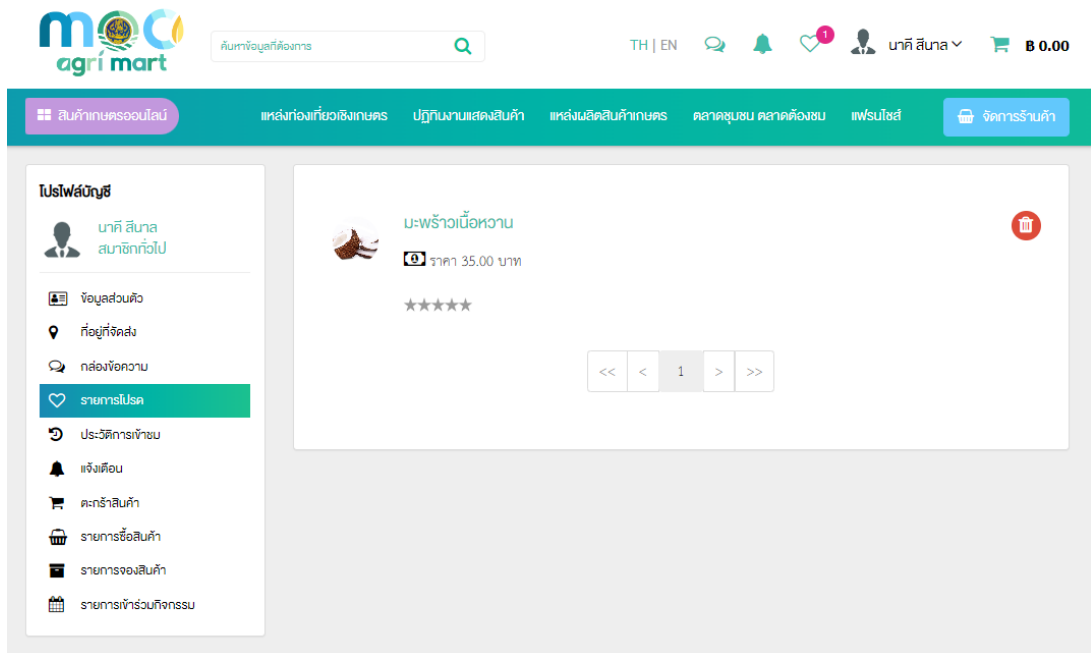 moc
agri mart
ค้นหาข้อมูลที่ต้องการ
TH | EN
1
นาคี สีนาล
฿ 0.00
สินค้าเกษตรออนไลน์
แหล่งท่องเที่ยวเชิงเกษตร
ปฏิทินงานแสดงสินค้า
แหล่งผลิตสินค้าเกษตร
ตลาดชุมชน ตลาดต้องชม
แฟรนไชส์
จัดการร้านค้า
โปรไฟล์บัญชี
นาคี สีนาล
สมาชิกทั่วไป
ข้อมูลส่วนตัว
ที่อยู่ที่จัดส่ง
กล่องข้อความ
รายการโปรด
ประวัติการเข้าชม
แจ้งเตือน
ตะกร้าสินค้า
รายการซื้อสินค้า
รายการจองสินค้า
รายการเข้าร่วมกิจกรรม
มะพร้าวเนื้อหวาน
ราคา 35.00 บาท
<< < 1 > >>